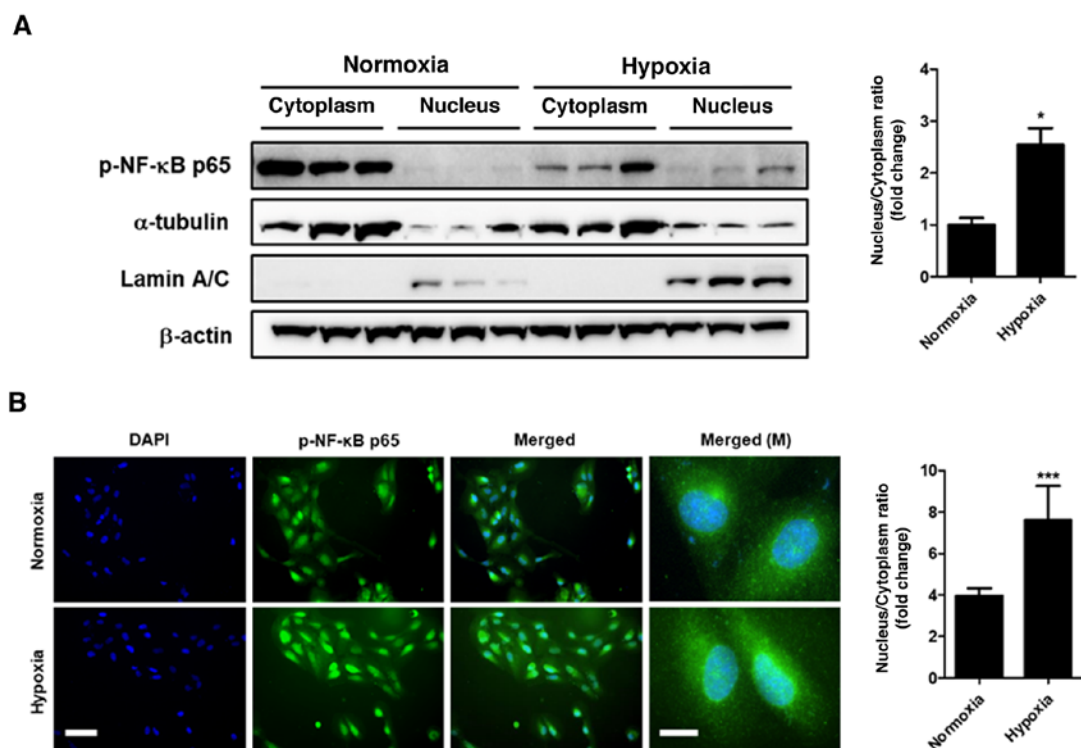 A
Normoxia Hypoxia
Cytoplasm Nucleus Cytoplasm Nucleus
p-NF-κB p65
α-tubulin
Lamin A/C
β-actin
Nucleus/Cytoplasm ratio
(fold change)
4
3
2
1
0
*
Normoxia
Hypoxia
B
DAPI p-NF-κB p65 Merged Merged (M)
Normoxia
Hypoxia
Nucleus/Cytoplasm ratio
(fold change)
10
8
6
4
2
0
***
Normoxia
Hypoxia